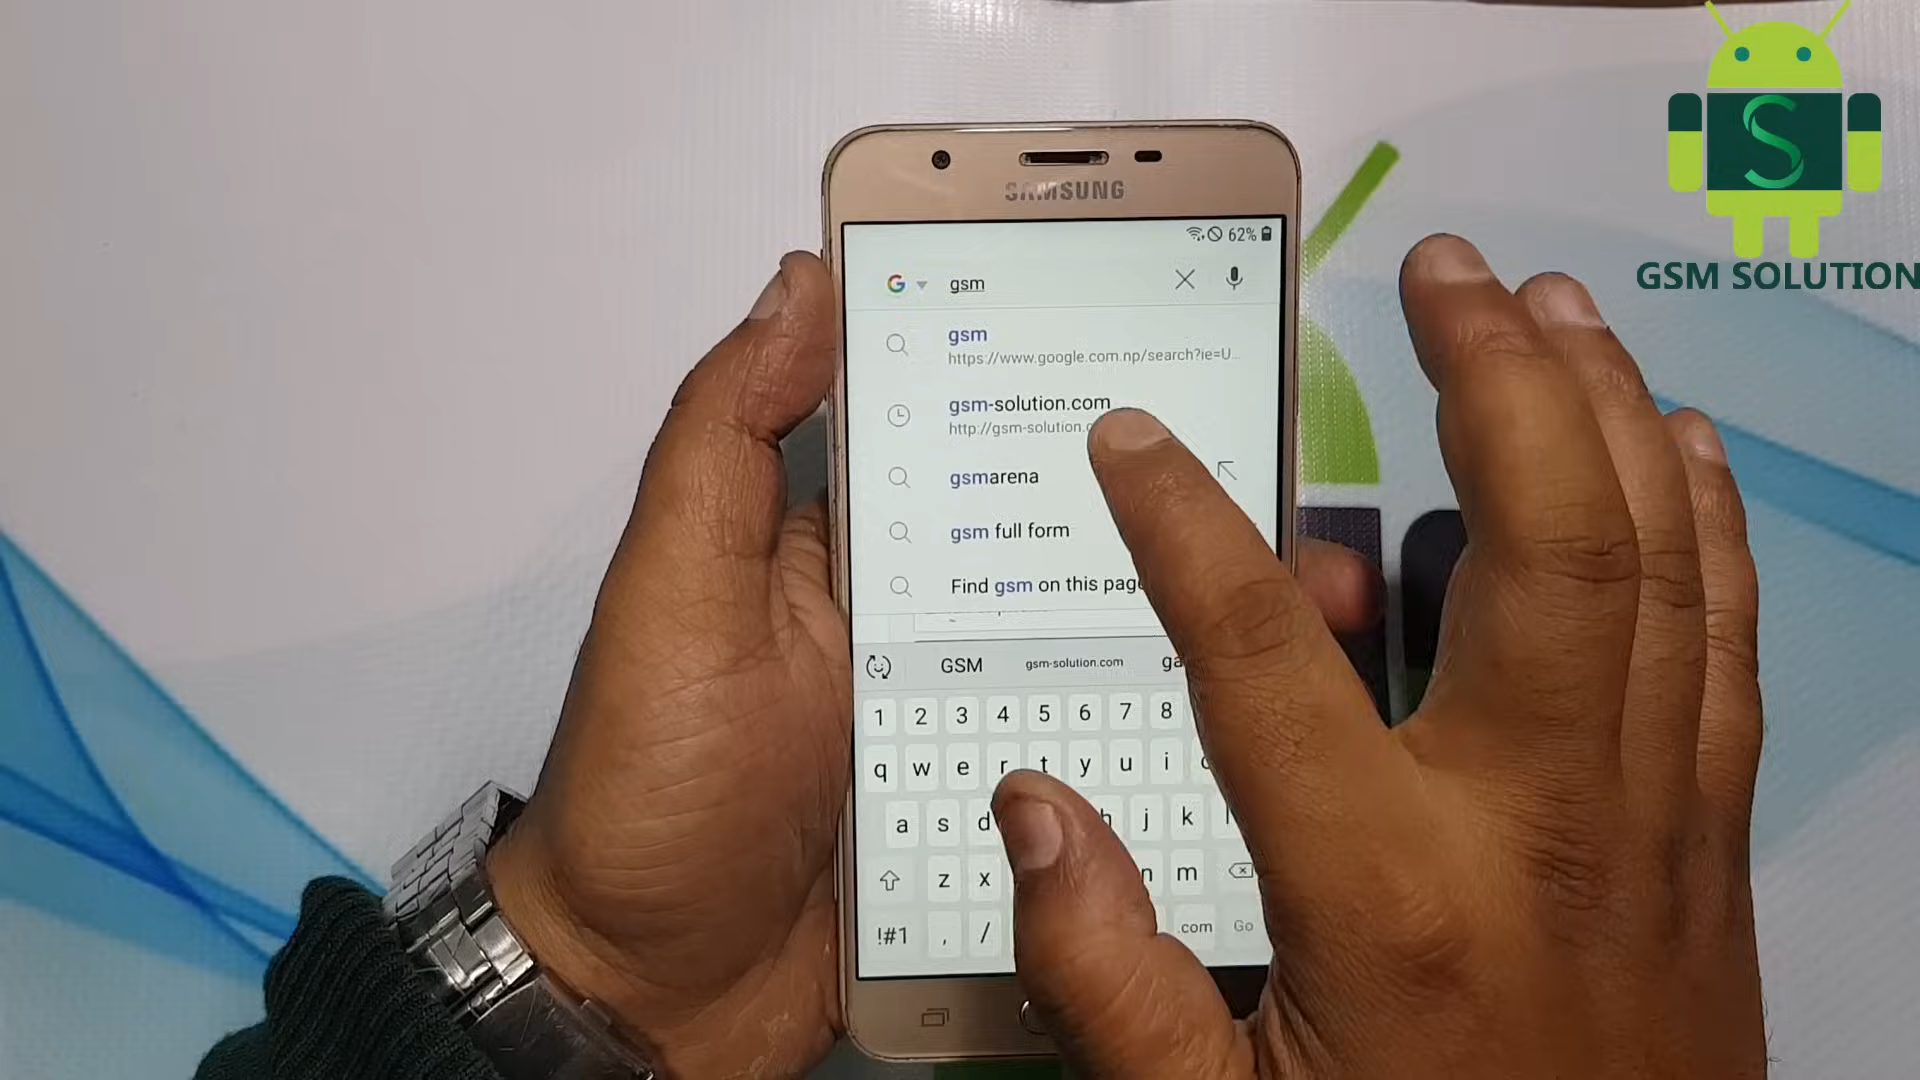 SAMSUNG
62%
gsm
gsm
https://www.google.com.np/search?ie=U...
gsm-solution.com
http://gsm-solution.
gsmarena
gsm full form
Find gsm on this page
GSM gsm-solution.com ga
1 2 3 4 5 6 7 8
q w e r t y u i
a s d h j k l
z x n m
!#1 , / .com Go
S
GSM SOLUTION